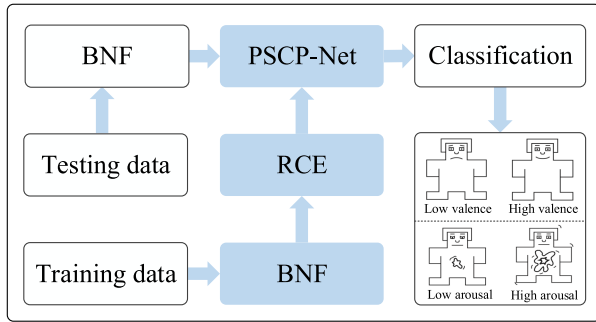 BNF
PSCP-Net
Classification
Testing data
RCE
Low valence
High valence
Training data
BNF
Low arousal
High arousal